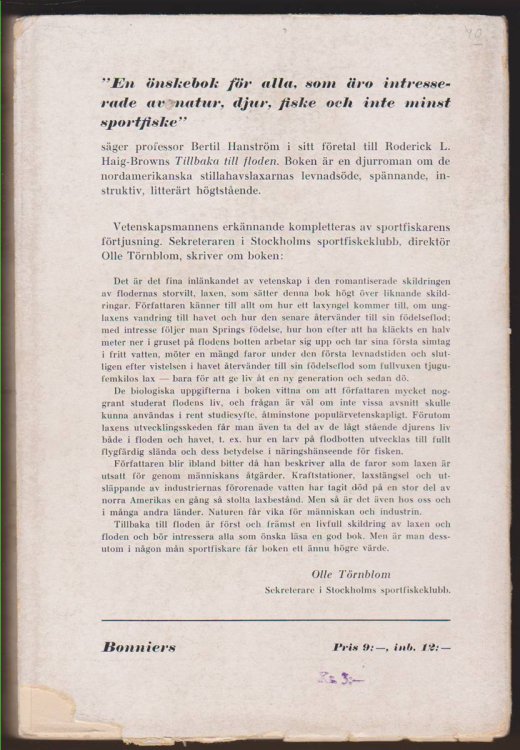 "En önskebok för alla, som äro intresse-
rade av natur, djur, fiske och inte minst
sportfiske"
säger professor Bertil Hanström i sitt företal till Roderick L.
Haig-Browns Tillbaka till floden. Boken är en djurroman om de
nordamerikanska stillahavslaxarnas levnadsöde, spännande, in-
struktiv, litterärt högtstående.
Vetenskapsmannens erkännande kompletteras av sportfiskarens
förtjusning. Sekreteraren i Stockholms sportfiskeklubb, direktör
Olle Törnblom, skriver om boken:
Det är det fina inlänkandet av vetenskap i den romantiserade skildringen
av flodernas storvilt, laxen, som sätter denna bok högt över liknande skild-
ringar. Författaren känner till allt om hur ett laxyngel kommer till, om ung-
laxens vandring till havet och hur den senare återvänder till sin födelseflod;
med intresse följer man Springs födelse, hur hon efter att ha kläckts en halv
meter ner i gruset på flodens botten arbetar sig upp och tar sina första simtag
i fritt vatten, möter en mängd faror under den första levnadstiden och slut-
ligen efter vistelsen i havet återvänder till sin födelseflod som fullvuxen tjugu-
femkilos lax — bara för att ge liv åt en ny generation och sedan dö.
De biologiska uppgifterna i boken vittna om att författaren mycket nog-
grant studerat flodens liv, och frågan är väl om inte vissa avsnitt skulle
kunna användas i rent studiesyfte, åtminstone populärvetenskapligt. Förutom
laxens utvecklingsskeden får man även ta del av de lågt stående djurens liv
både i floden och havet, t. ex. hur en larv på flodbotten utvecklas till fullt
flygfärdig slända och dess betydelse i näringshänseende för fisken.
Författaren blir ibland bitter då han beskriver alla de faror som laxen är
utsatt för genom människans åtgärder. Kraftstationer, laxstängsel och ut-
släppande av industriernas förorenade vatten har tagit död på en stor del av
norra Amerikas en gång så stolta laxbestånd. Men så är det även hos oss och
i många andra länder. Naturen får vika för människan och industrin.
Tillbaka till floden är först och främst en livfull skildring av laxen och
floden och bör intressera alla som önska läsa en god bok. Men är man dess-
utom i någon mån sportfiskare får boken ett ännu högre värde.
Olle Törnblom
Sekreterare i Stockholms sportfiskeklubb.
Bonniers Pris 9:—, inb. 12:—
Kr. 3:—